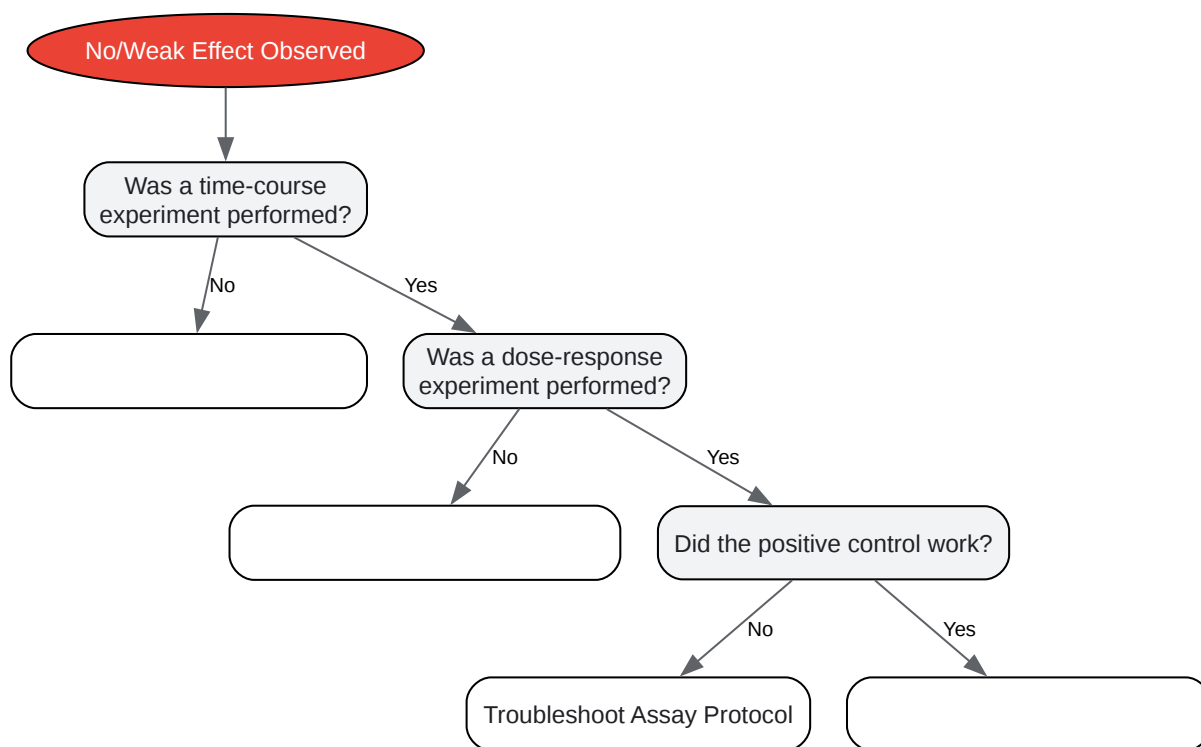 No/Weak Effect Observed
Was a time-course
experiment performed?
No
Yes
Was a dose-response
experiment performed?
No
Yes
Did the positive control work?
No
Yes
Troubleshoot Assay Protocol